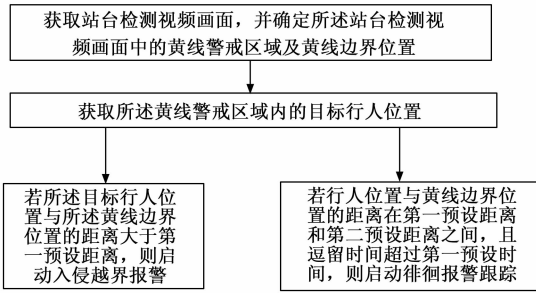 获取站台检测视频画面，并确定所述站台检测视
频画面中的黄线警戒区域及黄线边界位置
获取所述黄线警戒区域内的目标行人位置
若所述目标行人位
置与所述黄线边界
位置的距离大于第
一预设距离，则启
动入侵越界报警
若行人位置与黄线边界位
置的距离在第一预设距离
和第二预设距离之间，且
逗留时间超过第一预设时
间，则启动徘徊报警跟踪